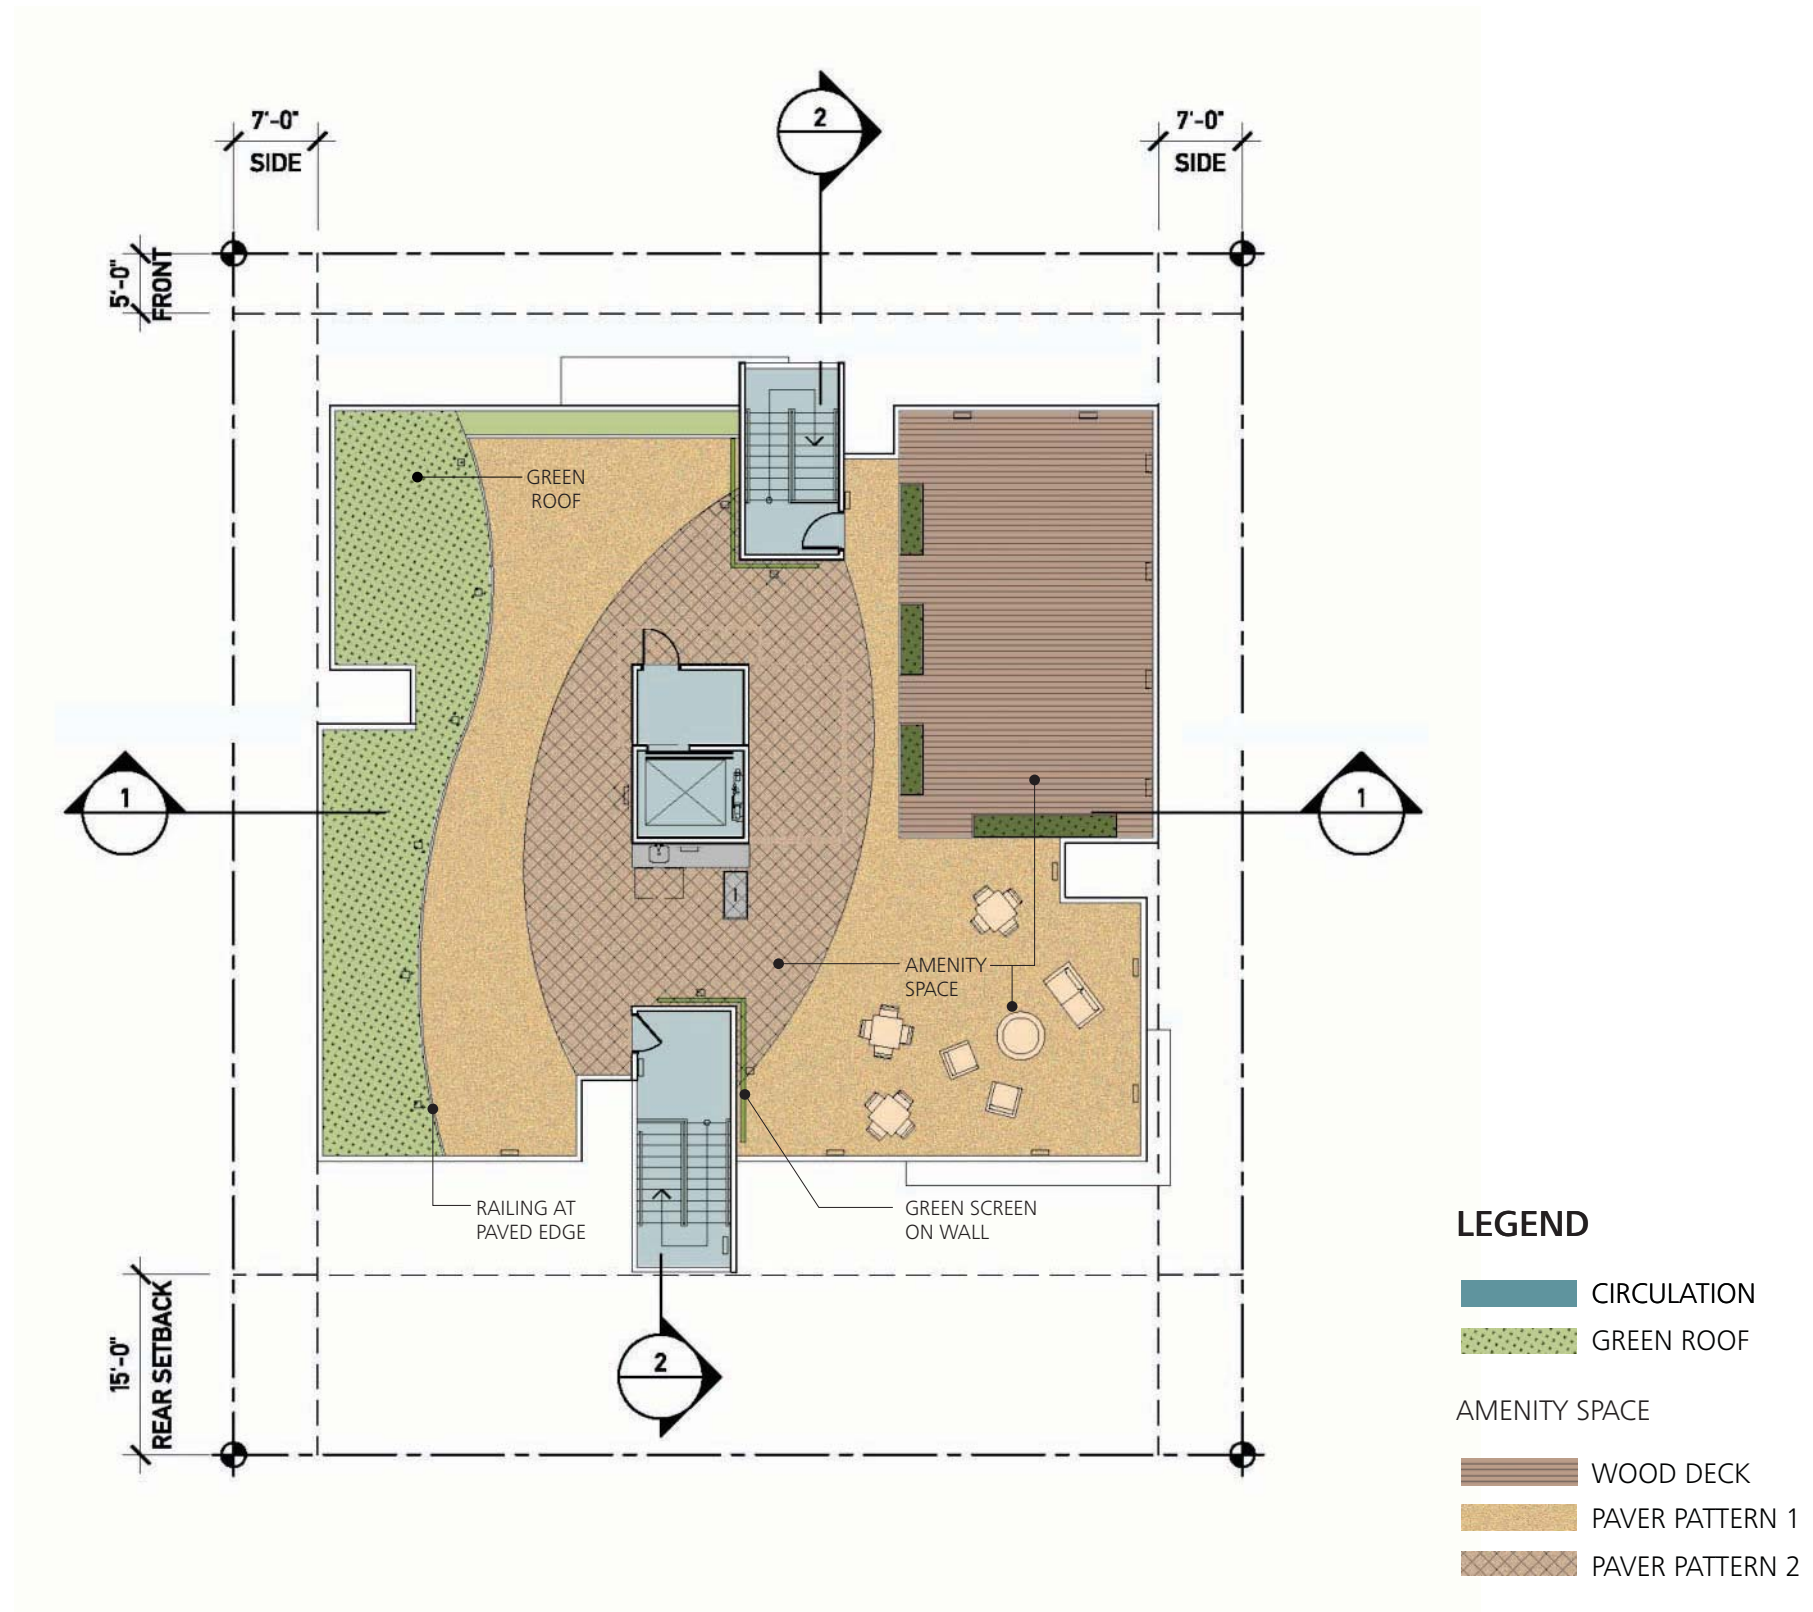 2
7'-0"
SIDE
7'-0"
SIDE
5'-0"
FRONT
GREEN
ROOF
1
1
AMENITY
SPACE
RAILING AT
PAVED EDGE
GREEN SCREEN
ON WALL
15'-0"
REAR SETBACK
2
LEGEND
CIRCULATION
GREEN ROOF
AMENITY SPACE
WOOD DECK
PAVER PATTERN 1
PAVER PATTERN 2